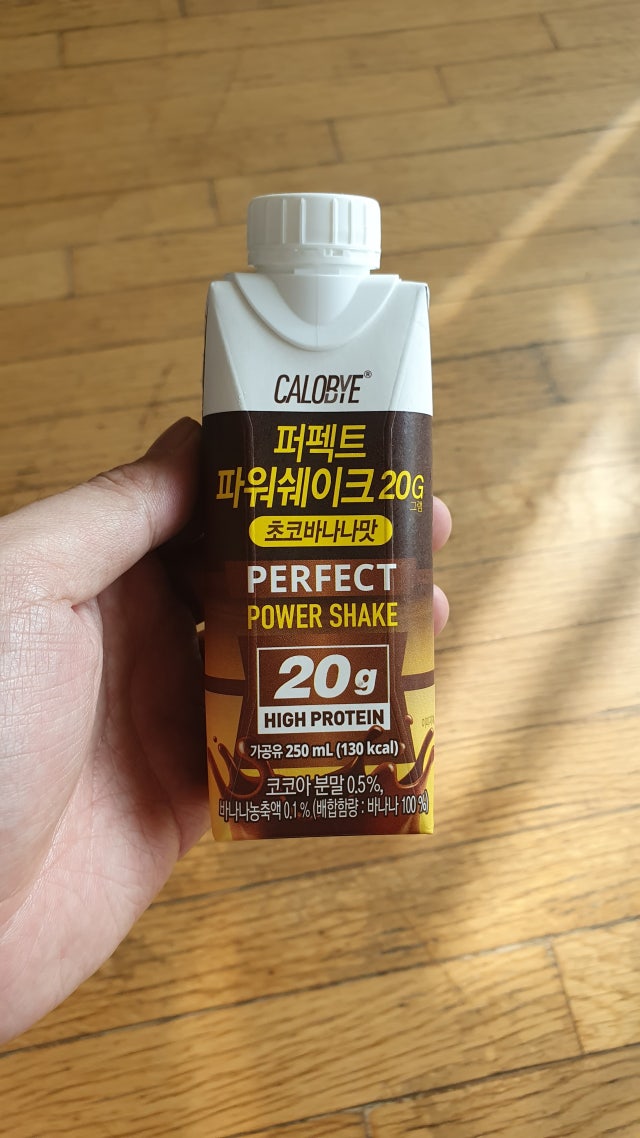 CALOBYE®
퍼펙트
파워쉐이크 20G
그램
초코바나나맛
PERFECT
POWER SHAKE
20g
HIGH PROTEIN
가공유 250 mL (130 kcal)
코코아 분말 0.5%,
바나나농축액 0.1% (배합함량 : 바나나 100%)